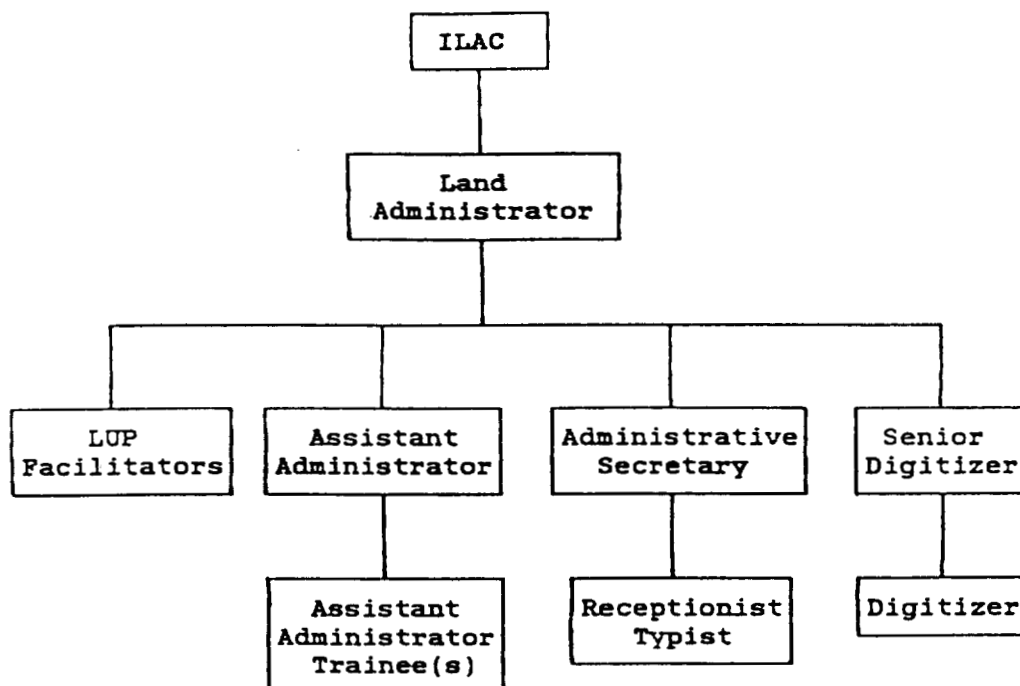 ILAC
Land
Administrator
LUP
Facilitators
Assistant
Administrator
Administrative
Secretary
Senior
Digitizer
Assistant
Administrator
Trainee(s)
Receptionist
Typist
Digitizer